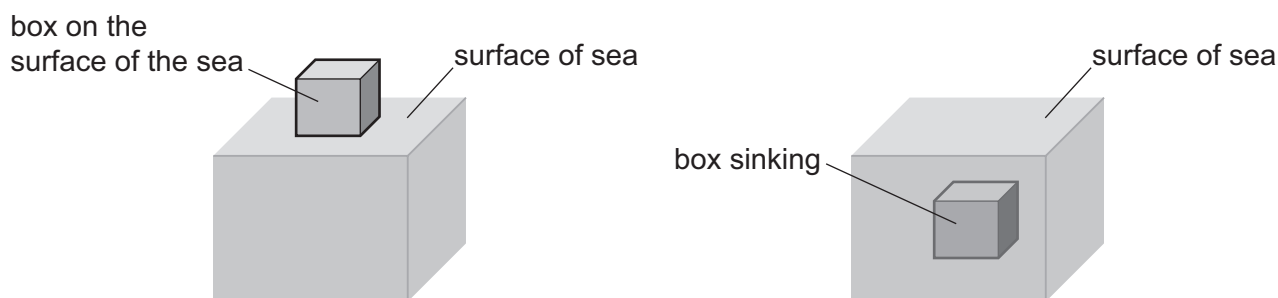 box on the
surface of the sea
surface of sea
surface of sea
box sinking